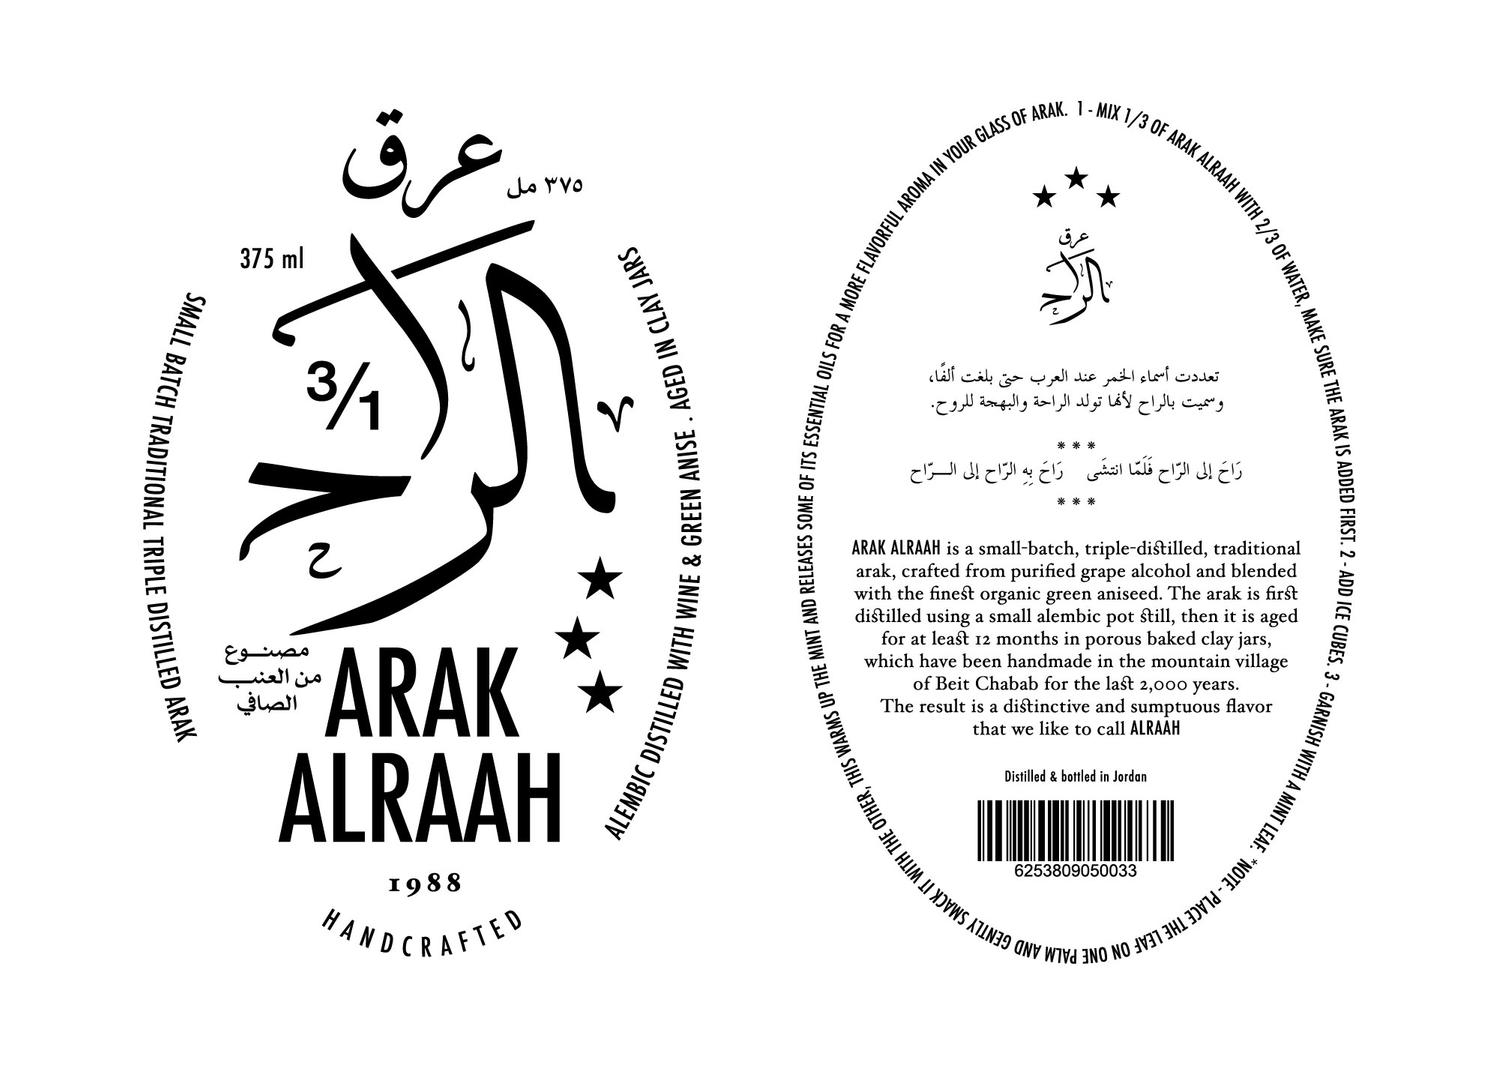 عرق
٣٧٥ مل
375 ml
الراح
3/1
SMALL BATCH TRADITIONAL TRIPLE DISTILLED ARAK
ALEMBIC DISTILLED WITH WINE & GREEN ANISE . AGED IN CLAY JARS
مصنــوع
من العنب
الصافي
ARAK
ALRAAH
1988
HANDCRAFTED
1 - MIX 1/3 OF ARAK ALRAAH WITH 2/3 OF WATER, MAKE SURE THE ARAK IS ADDED FIRST. 2 - ADD ICE CUBES. 3 - GARNISH WITH A MINT LEAF. *NOTE - PLACE THE LEAF ON ONE PALM AND GENTLY SMACK IT WITH THE OTHER, THIS WARMS UP THE MINT AND RELEASES SOME OF ITS ESSENTIAL OILS FOR A MORE FLAVORFUL AROMA IN YOUR GLASS OF ARAK.
عرق
الراح
تعددت أسماء الخمر عند العرب حتى بلغت ألفًا،
وسميت بالراح لأنها تولد الراحة والبهجة للروح.
* * *
رَاحَ إلى الرّاح فَلَمّا انتشَى رَاحَ بِهِ الرّاح إلى الـــرّاح
* * *
ARAK ALRAAH is a small-batch, triple-distilled, traditional
arak, crafted from purified grape alcohol and blended
with the finest organic green aniseed. The arak is first
distilled using a small alembic pot still, then it is aged
for at least 12 months in porous baked clay jars,
which have been handmade in the mountain village
of Beit Chabab for the last 2,000 years.
The result is a distinctive and sumptuous flavor
that we like to call ALRAAH
Distilled & bottled in Jordan
6253809050033